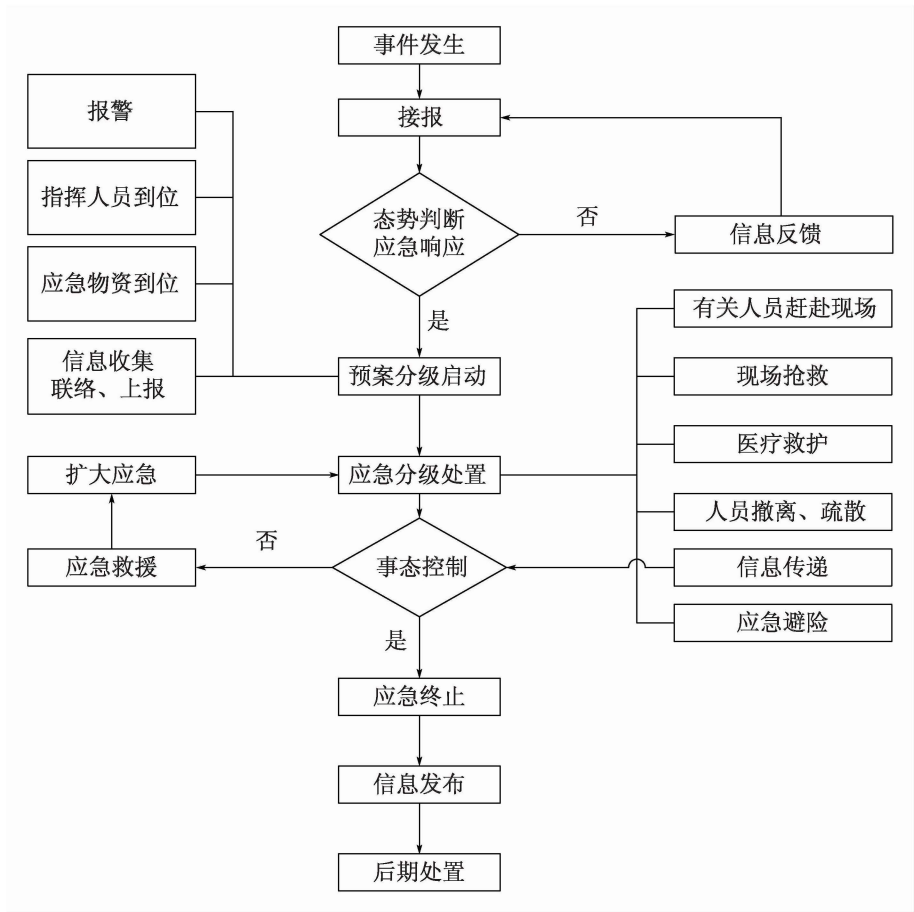 事件发生
报警
接报
指挥人员到位
态势判断
应急响应
否
信息反馈
应急物资到位
是
有关人员赶赴现场
信息收集
联络、上报
预案分级启动
现场抢救
医疗救护
扩大应急
应急分级处置
人员撤离、疏散
否
应急救援
事态控制
信息传递
应急避险
是
应急终止
信息发布
后期处置